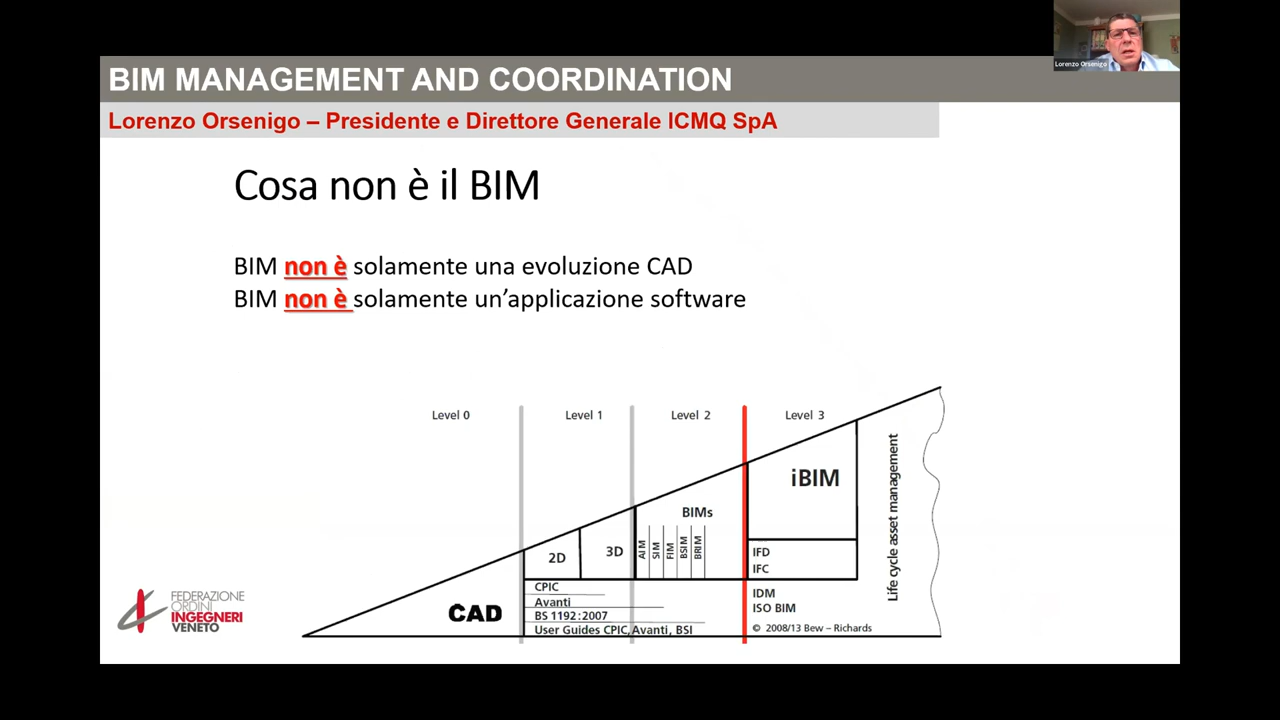 Lorenzo Orsenigo
BIM MANAGEMENT AND COORDINATION
Lorenzo Orsenigo – Presidente e Direttore Generale ICMQ SpA
Cosa non è il BIM
BIM non è solamente una evoluzione CAD
BIM non è solamente un’applicazione software
Level 0
Level 1
Level 2
Level 3
iBIM
BIMs
2D
3D
AIM
SIM
FIM
BSIM
BRIM
IFD
IFC
Life cycle asset management
CAD
CPIC
Avanti
BS 1192:2007
User Guides CPIC, Avanti, BSI
IDM
ISO BIM
© 2008/13 Bew – Richards
FEDERAZIONE
ORDINI
INGEGNERI
VENETO